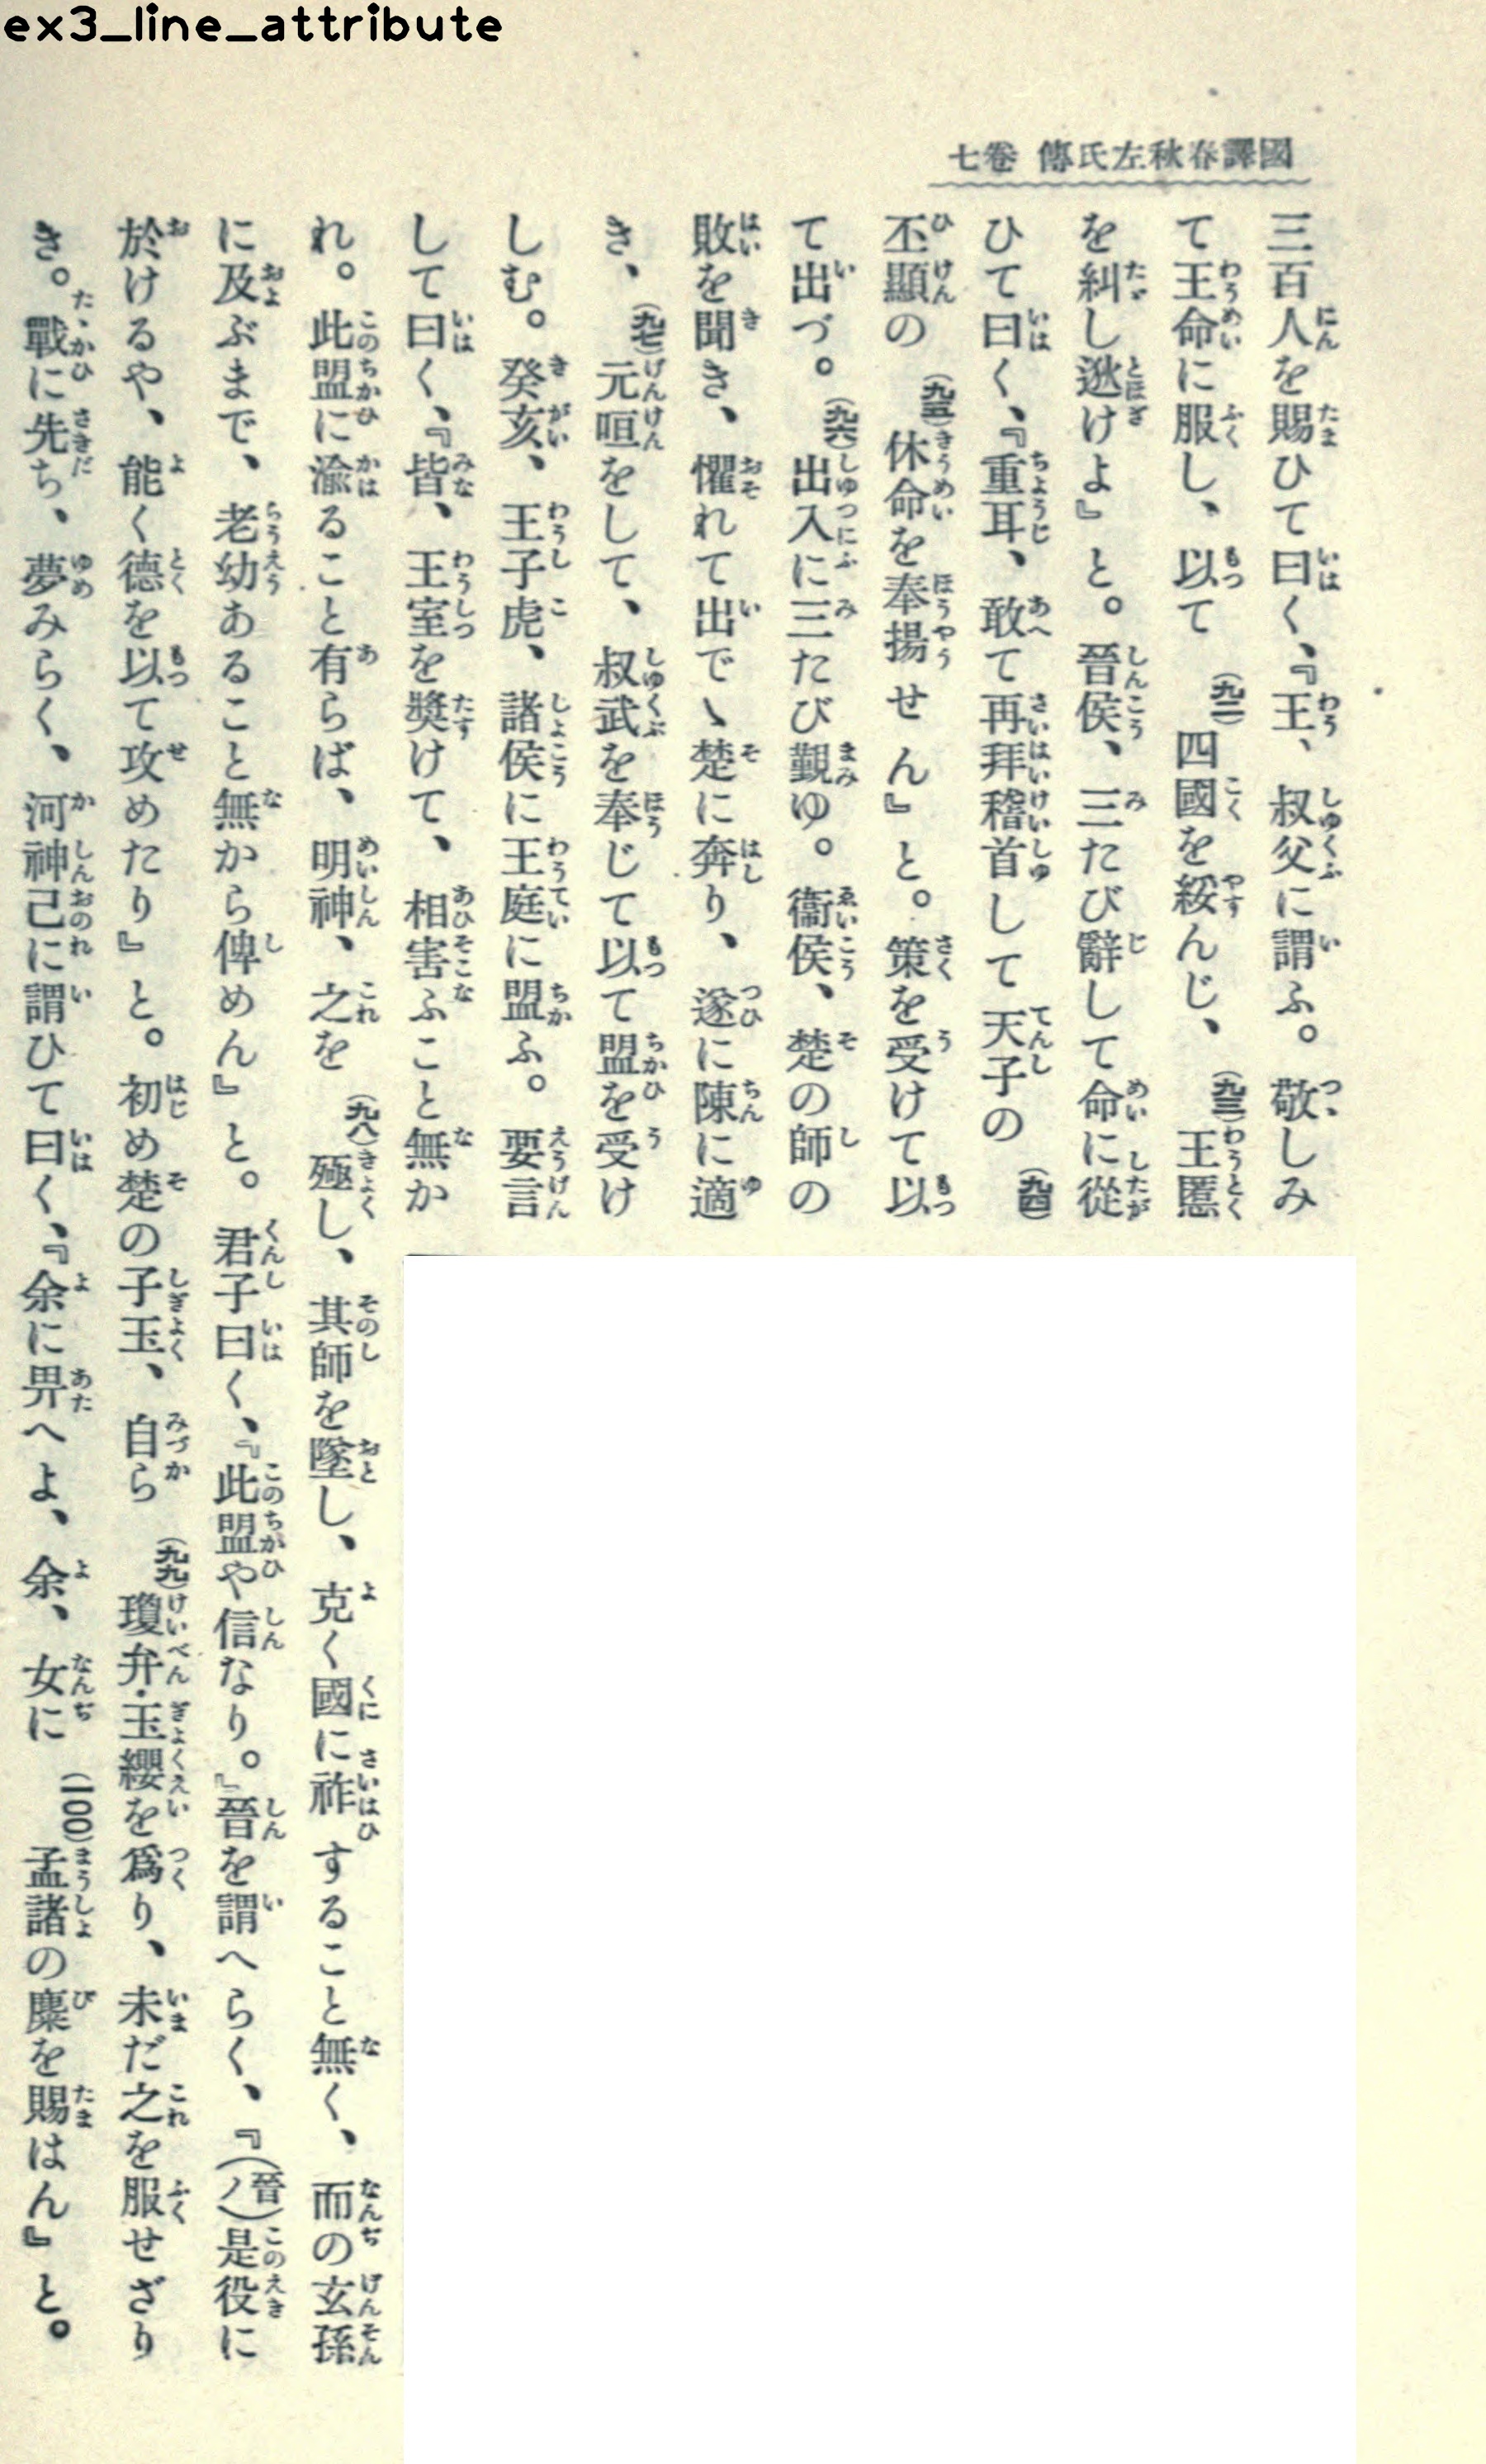 ex3_line_attribute
國譯春秋左氏傳 卷七
三百人を賜ひて曰く、『王、叔父に謂ふ。敬しみ
て王命に服し、以て(九二)四國を綏んじ、(九三)王慝
を糾し逖けよ』と。晉侯、三たび辭して命に從
ひて曰く、『重耳、敢て再拜稽首して天子の(九四)
丕顯の(九五)休命を奉揚せん』と。策を受けて以
て出づ。(九六)出入に三たび覲ゆ。衞侯、楚の師の
敗を聞き、懼れて出で、楚に奔り、遂に陳に適
き、(九七)元咺をして、叔武を奉じて以て盟を受け
しむ。癸亥、王子虎、諸侯に王庭に盟ふ。要言
して曰く、『皆、王室を奬けて、相害ふこと無か
れ。此盟に渝ること有らば、明神、之を(九八)殛し、其師を墜し、克く國に祚すること無く、而の玄孫
に及ぶまで、老幼あること無から俾めん』と。君子曰く、『此盟や信なり。』晉を謂へらく、『(晉ノ)是役に
於けるや、能く德を以て攻めたり』と。初め楚の子玉、自ら(九九)瓊弁·玉纓を爲り、未だ之を服せざり
き。戰に先ち、夢みらく、河神己に謂ひて曰く、『余に畀へよ、余、女に(一〇〇)孟諸の麋を賜はん』と。